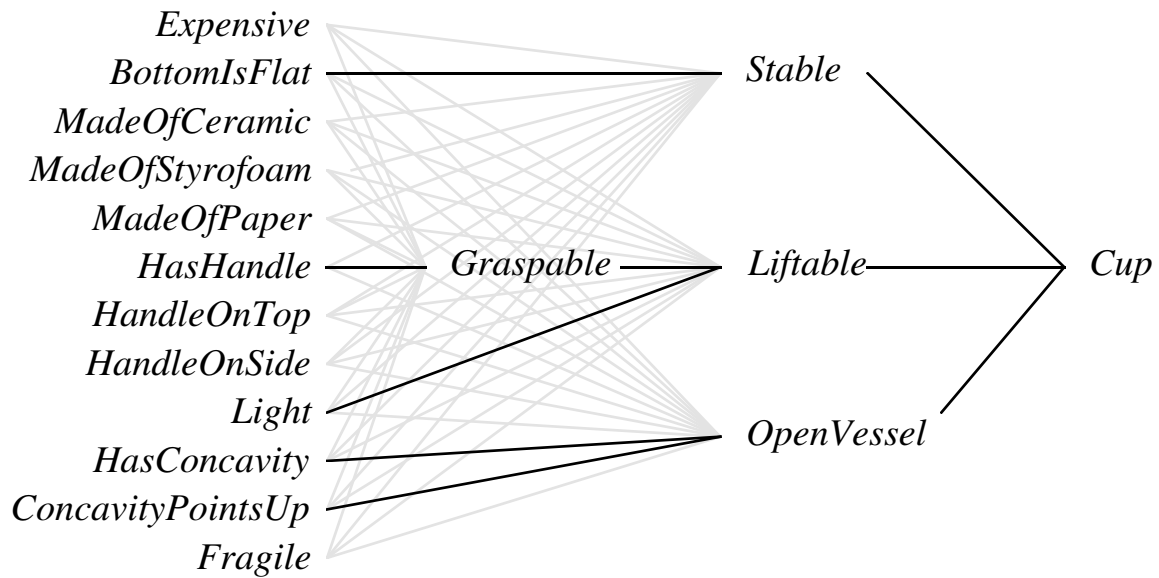 Expensive
BottomIsFlat
Stable
MadeOfCeramic
MadeOfStyrofoam
MadeOfPaper
HasHandle
Graspable
Liftable
Cup
HandleOnTop
HandleOnSide
Light
OpenVessel
HasConcavity
ConcavityPointsUp
Fragile